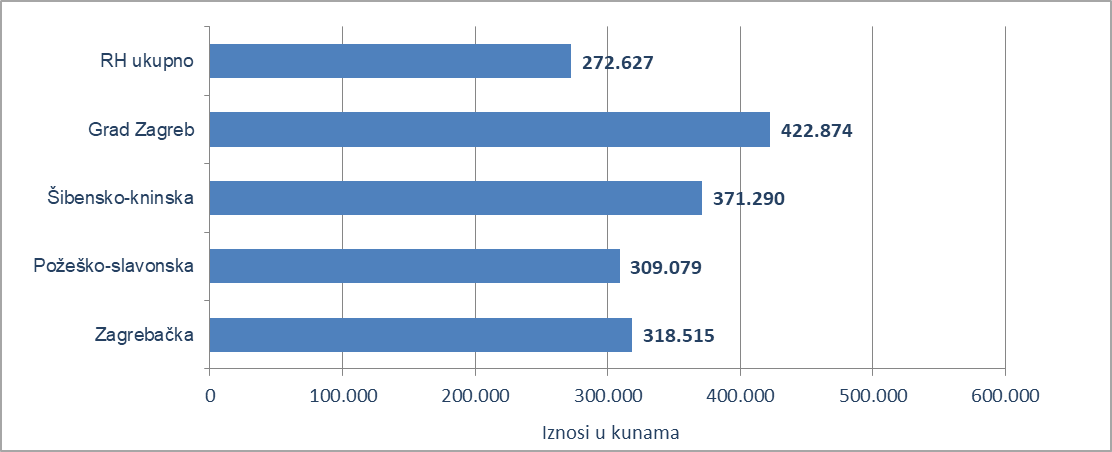 RH ukupno
272.627
Grad Zagreb
422.874
Šibensko-kninska
371.290
Požeško-slavonska
309.079
Zagrebačka
318.515
0 100.000 200.000 300.000 400.000 500.000 600.000
Iznosi u kunama